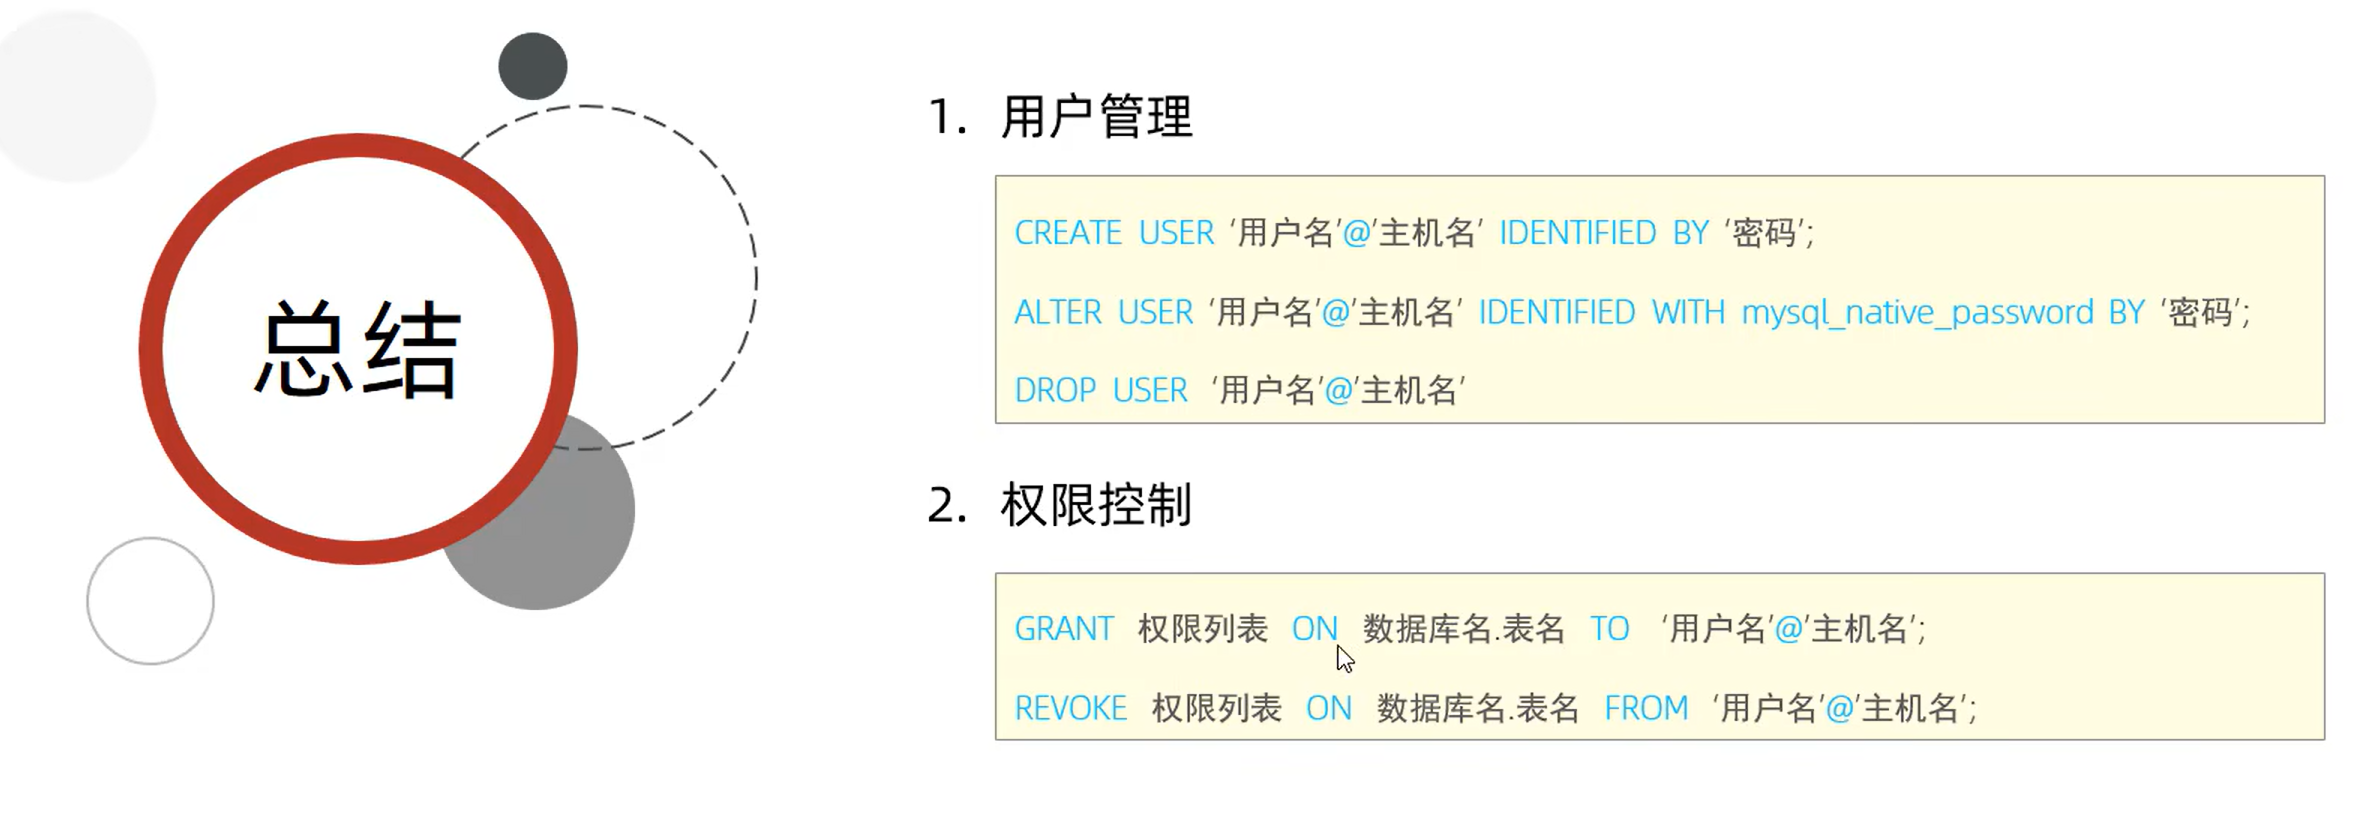 总结
1. 用户管理
CREATE USER ‘用户名’@’主机名’ IDENTIFIED BY ‘密码’;
ALTER USER ‘用户名’@’主机名’ IDENTIFIED WITH mysql_native_password BY ‘密码’;
DROP USER ‘用户名’@’主机名’
2. 权限控制
GRANT 权限列表 ON 数据库名.表名 TO ‘用户名’@’主机名’;
REVOKE 权限列表 ON 数据库名.表名 FROM ‘用户名’@’主机名’;